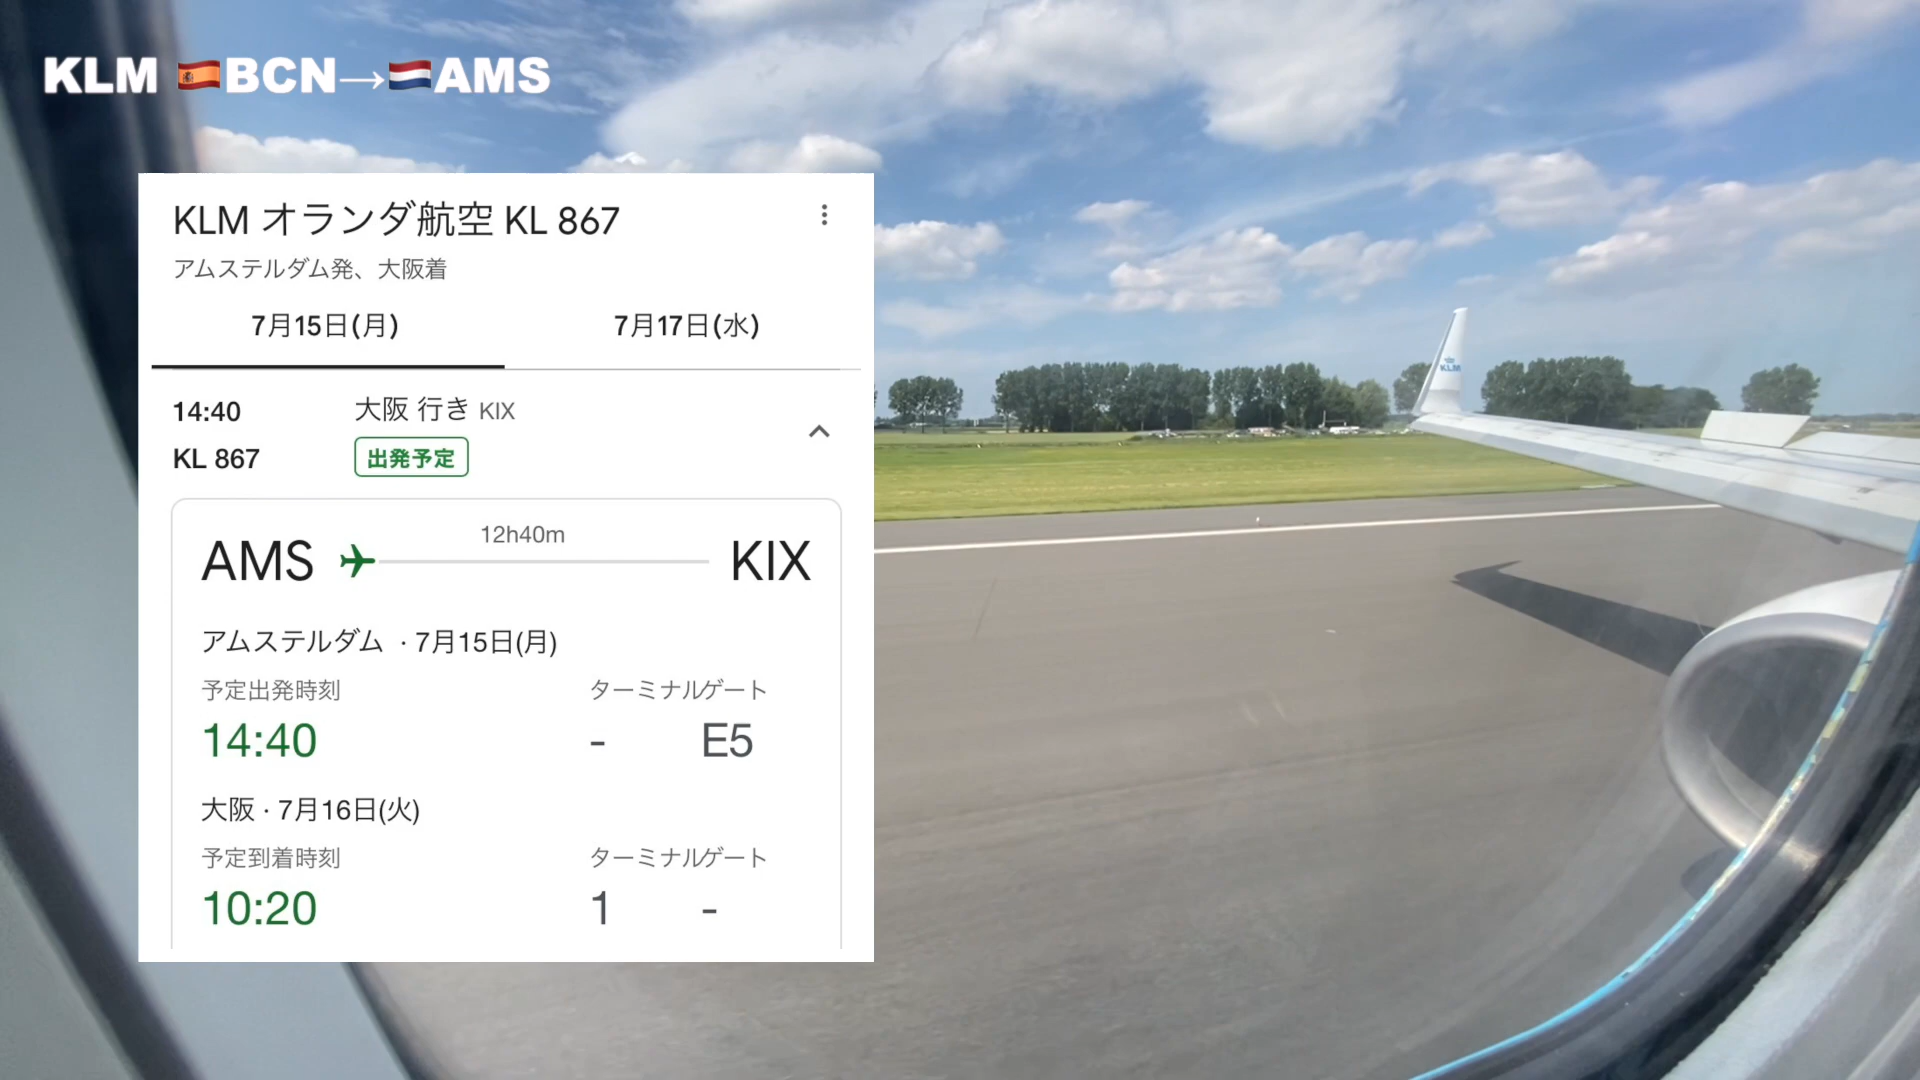 KLM 🇪🇸BCN→🇳🇱AMS
KLM オランダ航空 KL 867
アムステルダム発、大阪着
7月15日(月) 7月17日(水)
14:40 大阪 行き KIX
KL 867 出発予定
12h40m
AMS KIX
アムステルダム · 7月15日(月)
予定出発時刻 ターミナルゲート
14:40 - E5
大阪 · 7月16日(火)
予定到着時刻 ターミナルゲート
10:20 1 -
KLM